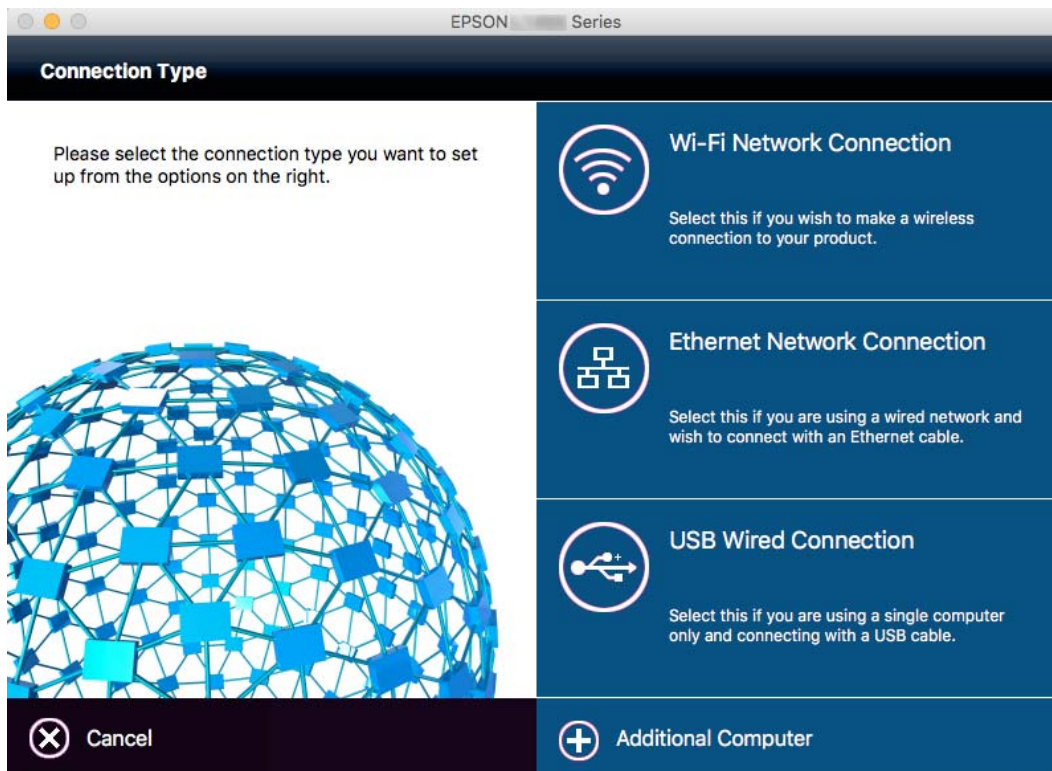 EPSON Series
Connection Type
Please select the connection type you want to set
up from the options on the right.
Wi-Fi Network Connection
Select this if you wish to make a wireless
connection to your product.
Ethernet Network Connection
Select this if you are using a wired network and
wish to connect with an Ethernet cable.
USB Wired Connection
Select this if you are using a single computer
only and connecting with a USB cable.
Cancel
Additional Computer